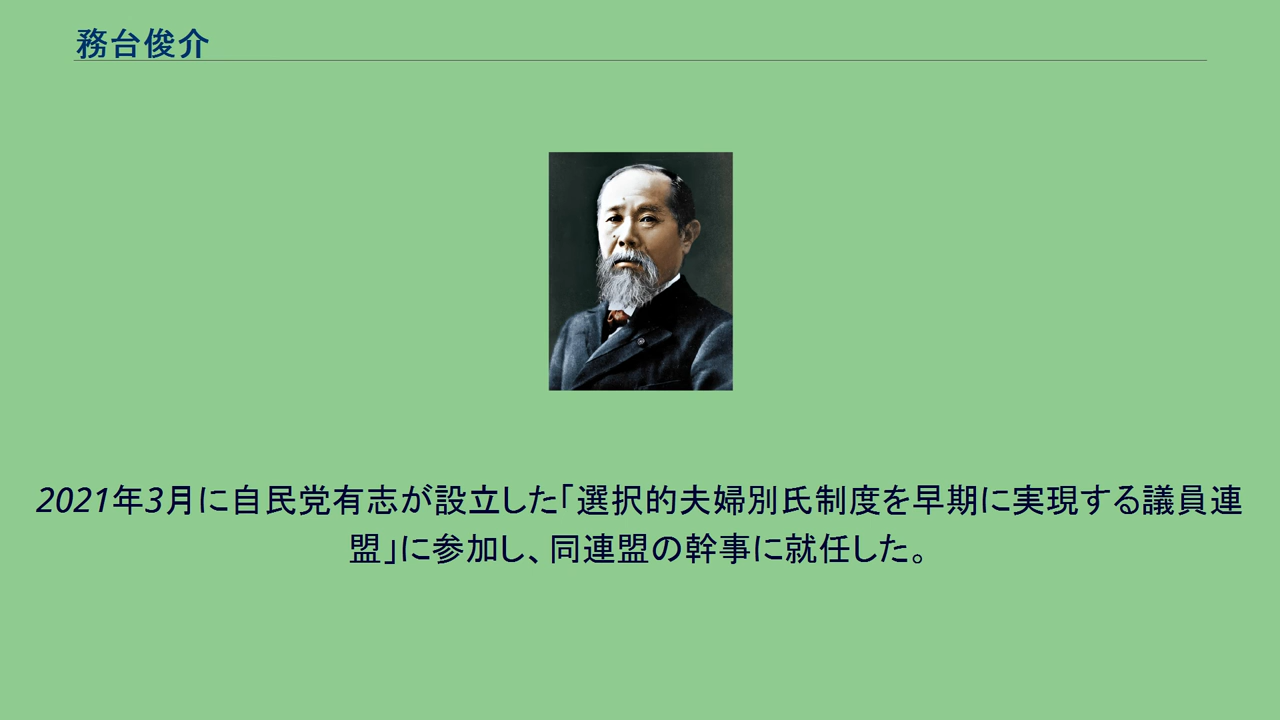 務台俊介
2021年3月に自民党有志が設立した「選択的夫婦別氏制度を早期に実現する議員連
盟」に参加し、同連盟の幹事に就任した。